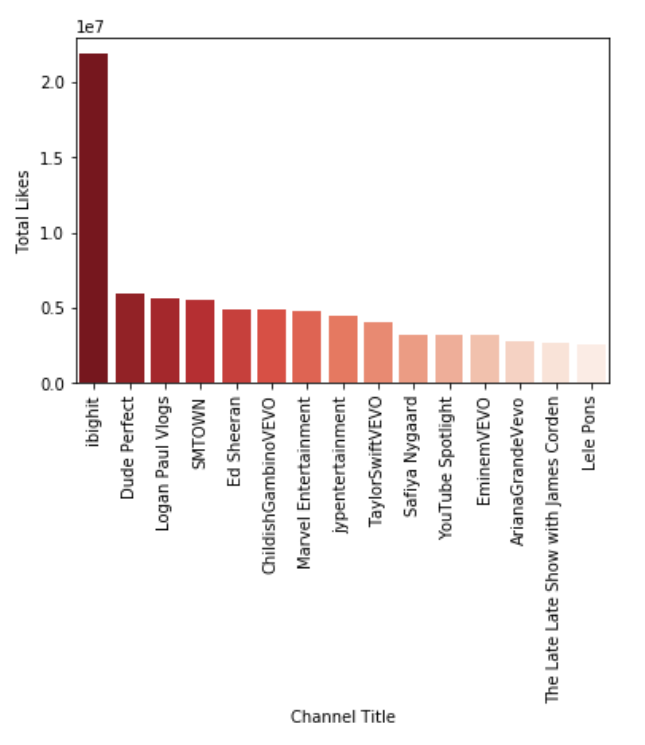 1e7
2.0
1.5
1.0
0.5
0.0
Total Likes
ibighit
Dude Perfect
Logan Paul Vlogs
SMTOWN
Ed Sheeran
ChildishGambinoVEVO
Marvel Entertainment
jypentertainment
TaylorSwiftVEVO
Safiya Nygaard
YouTube Spotlight
EminemVEVO
ArianaGrandeVevo
The Late Late Show with James Corden
Lele Pons
Channel Title